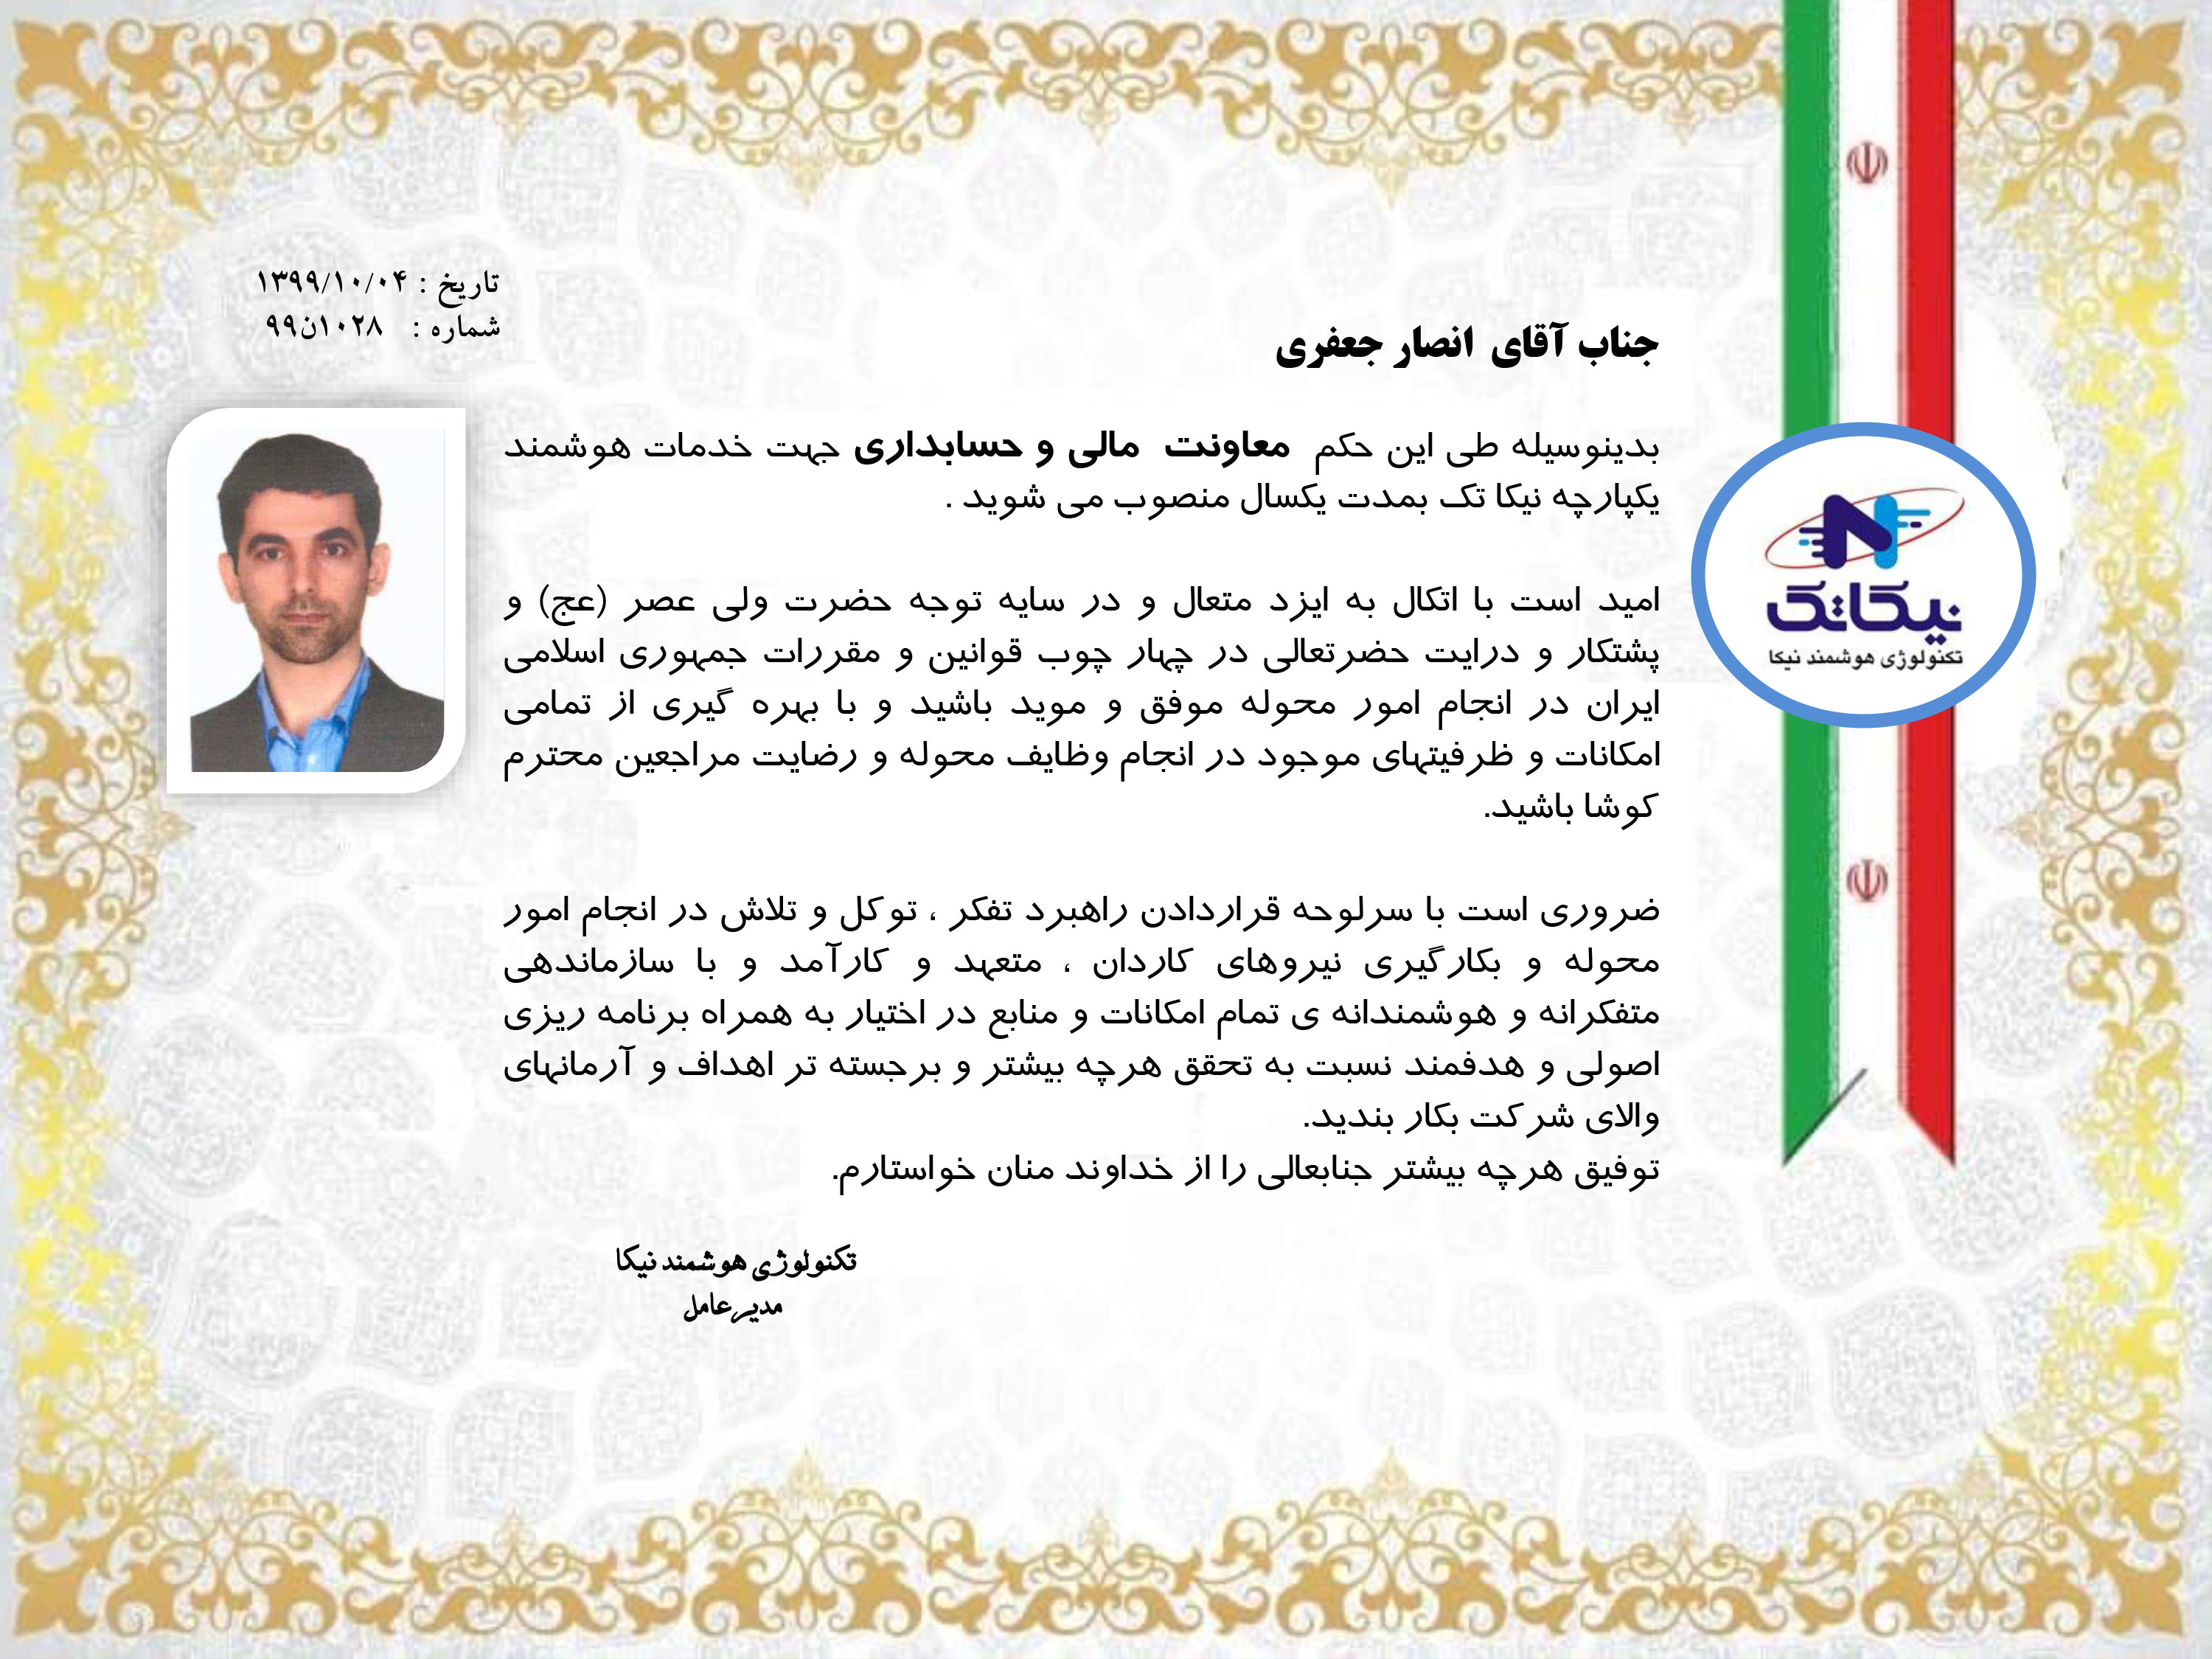 تاریخ : ۱۳۹۹/۱۰/۰۴
شماره : ۱۰۲۸ن۹۹
جناب آقای انصار جعفری
بدینوسیله طی این حکم معاونت مالی و حسابداری جهت خدمات هوشمند
یکپارچه نیکا تک بمدت یکسال منصوب می شوید .
امید است با اتکال به ایزد متعال و در سایه توجه حضرت ولی عصر (عج) و
پشتکار و درایت حضرتعالی در چهار چوب قوانین و مقررات جمهوری اسلامی
ایران در انجام امور محوله موفق و موید باشید و با بهره گیری از تمامی
امکانات و ظرفیتهای موجود در انجام وظایف محوله و رضایت مراجعین محترم
کوشا باشید.
ضروری است با سرلوحه قراردادن راهبرد تفکر ، توکل و تلاش در انجام امور
محوله و بکارگیری نیروهای کاردان ، متعهد و کارآمد و با سازماندهی
متفکرانه و هوشمندانه ی تمام امکانات و منابع در اختیار به همراه برنامه ریزی
اصولی و هدفمند نسبت به تحقق هرچه بیشتر و برجسته تر اهداف و آرمانهای
والای شرکت بکار بندید.
توفیق هرچه بیشتر جنابعالی را از خداوند منان خواستارم.
تکنولوژی هوشمند نیکا
مدیرعامل
نیکاتک
تکنولوژی هوشمند نیکا